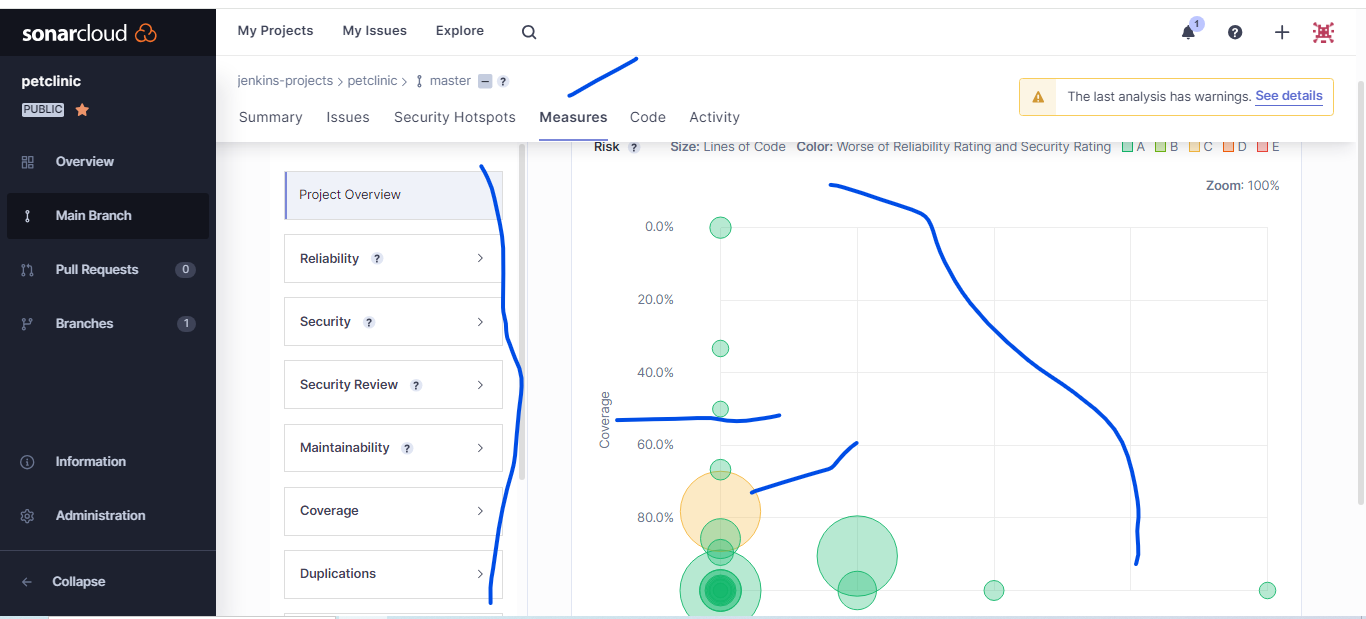 sonarcloud
My Projects My Issues Explore
1
petclinic
PUBLIC
jenkins-projects > petclinic > master ?
The last analysis has warnings. See details
Summary Issues Security Hotspots Measures Code Activity
Overview
Main Branch
Pull Requests 0
Branches 1
Information
Administration
Collapse
Project Overview
Reliability ?
Security ?
Security Review ?
Maintainability ?
Coverage
Duplications
Risk ? Size: Lines of Code Color: Worse of Reliability Rating and Security Rating A B C D E
Zoom: 100%
Coverage
0.0%
20.0%
40.0%
60.0%
80.0%